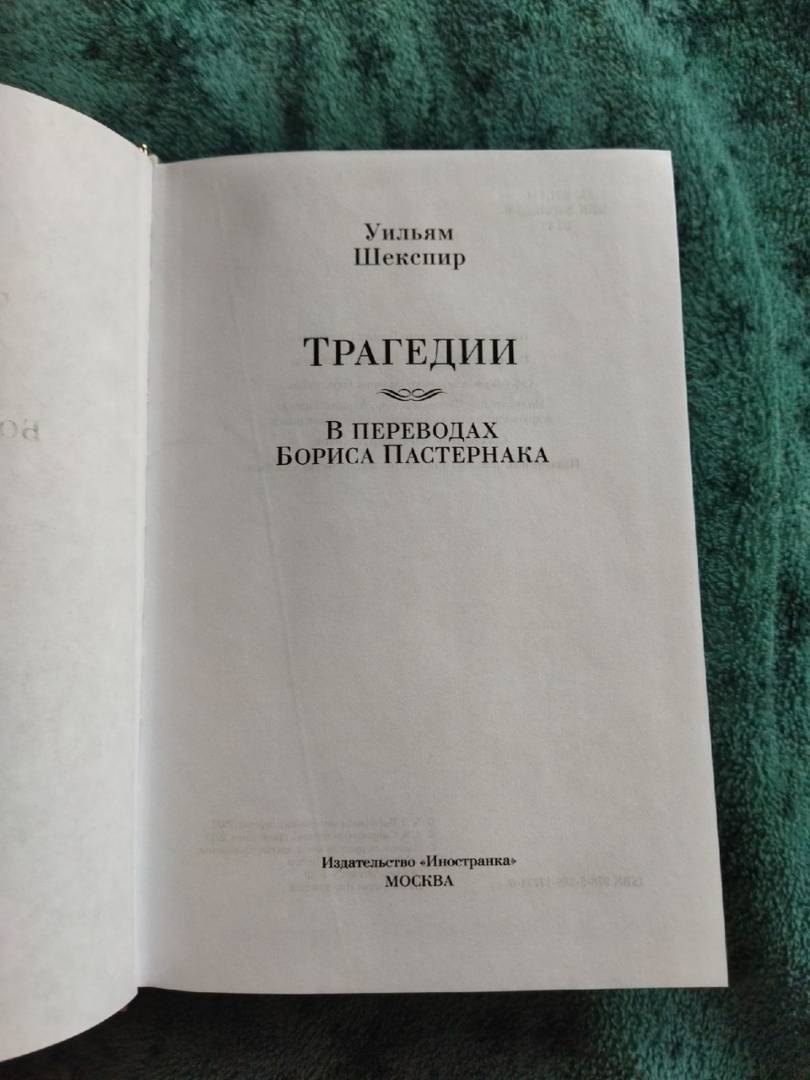 Уильям
Шекспир
ТРАГЕДИИ
В ПЕРЕВОДАХ
БОРИСА ПАСТЕРНАКА
Издательство «Иностранка»
МОСКВА